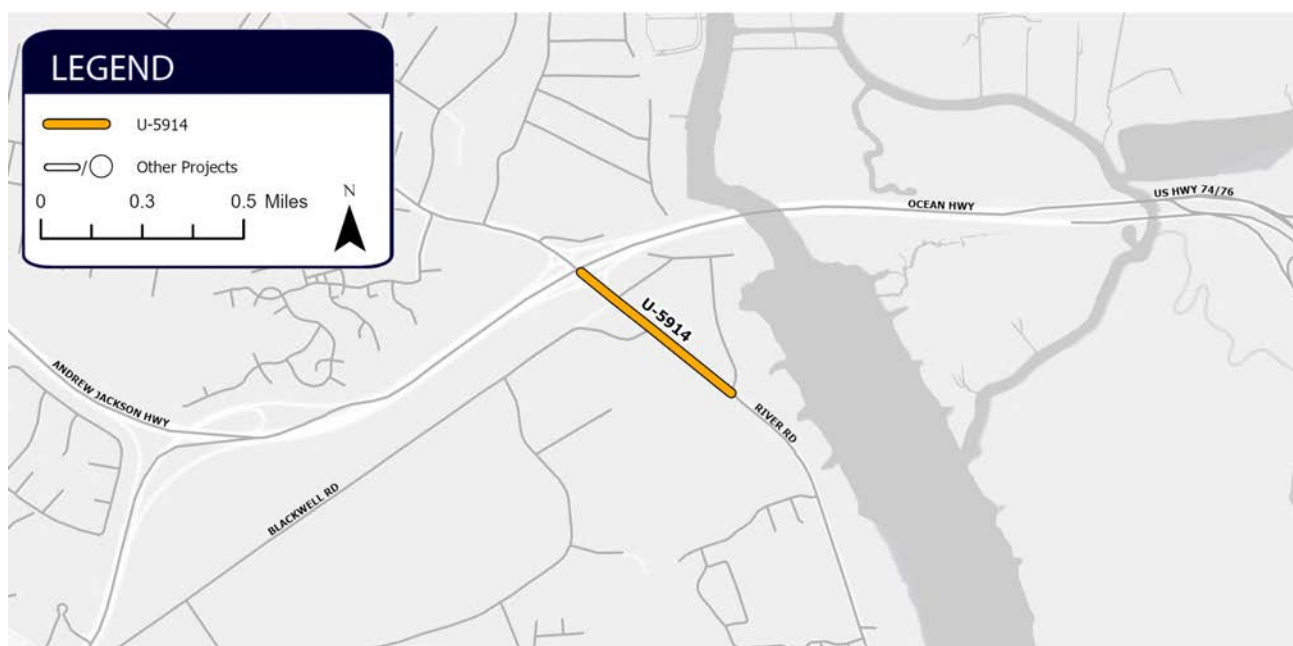 LEGEND
U-5914
/ Other Projects
0 0.3 0.5 Miles
N
US HWY 74/76
OCEAN HWY
U-5914
ANDREW JACKSON HWY
RIVER RD
BLACKWELL RD